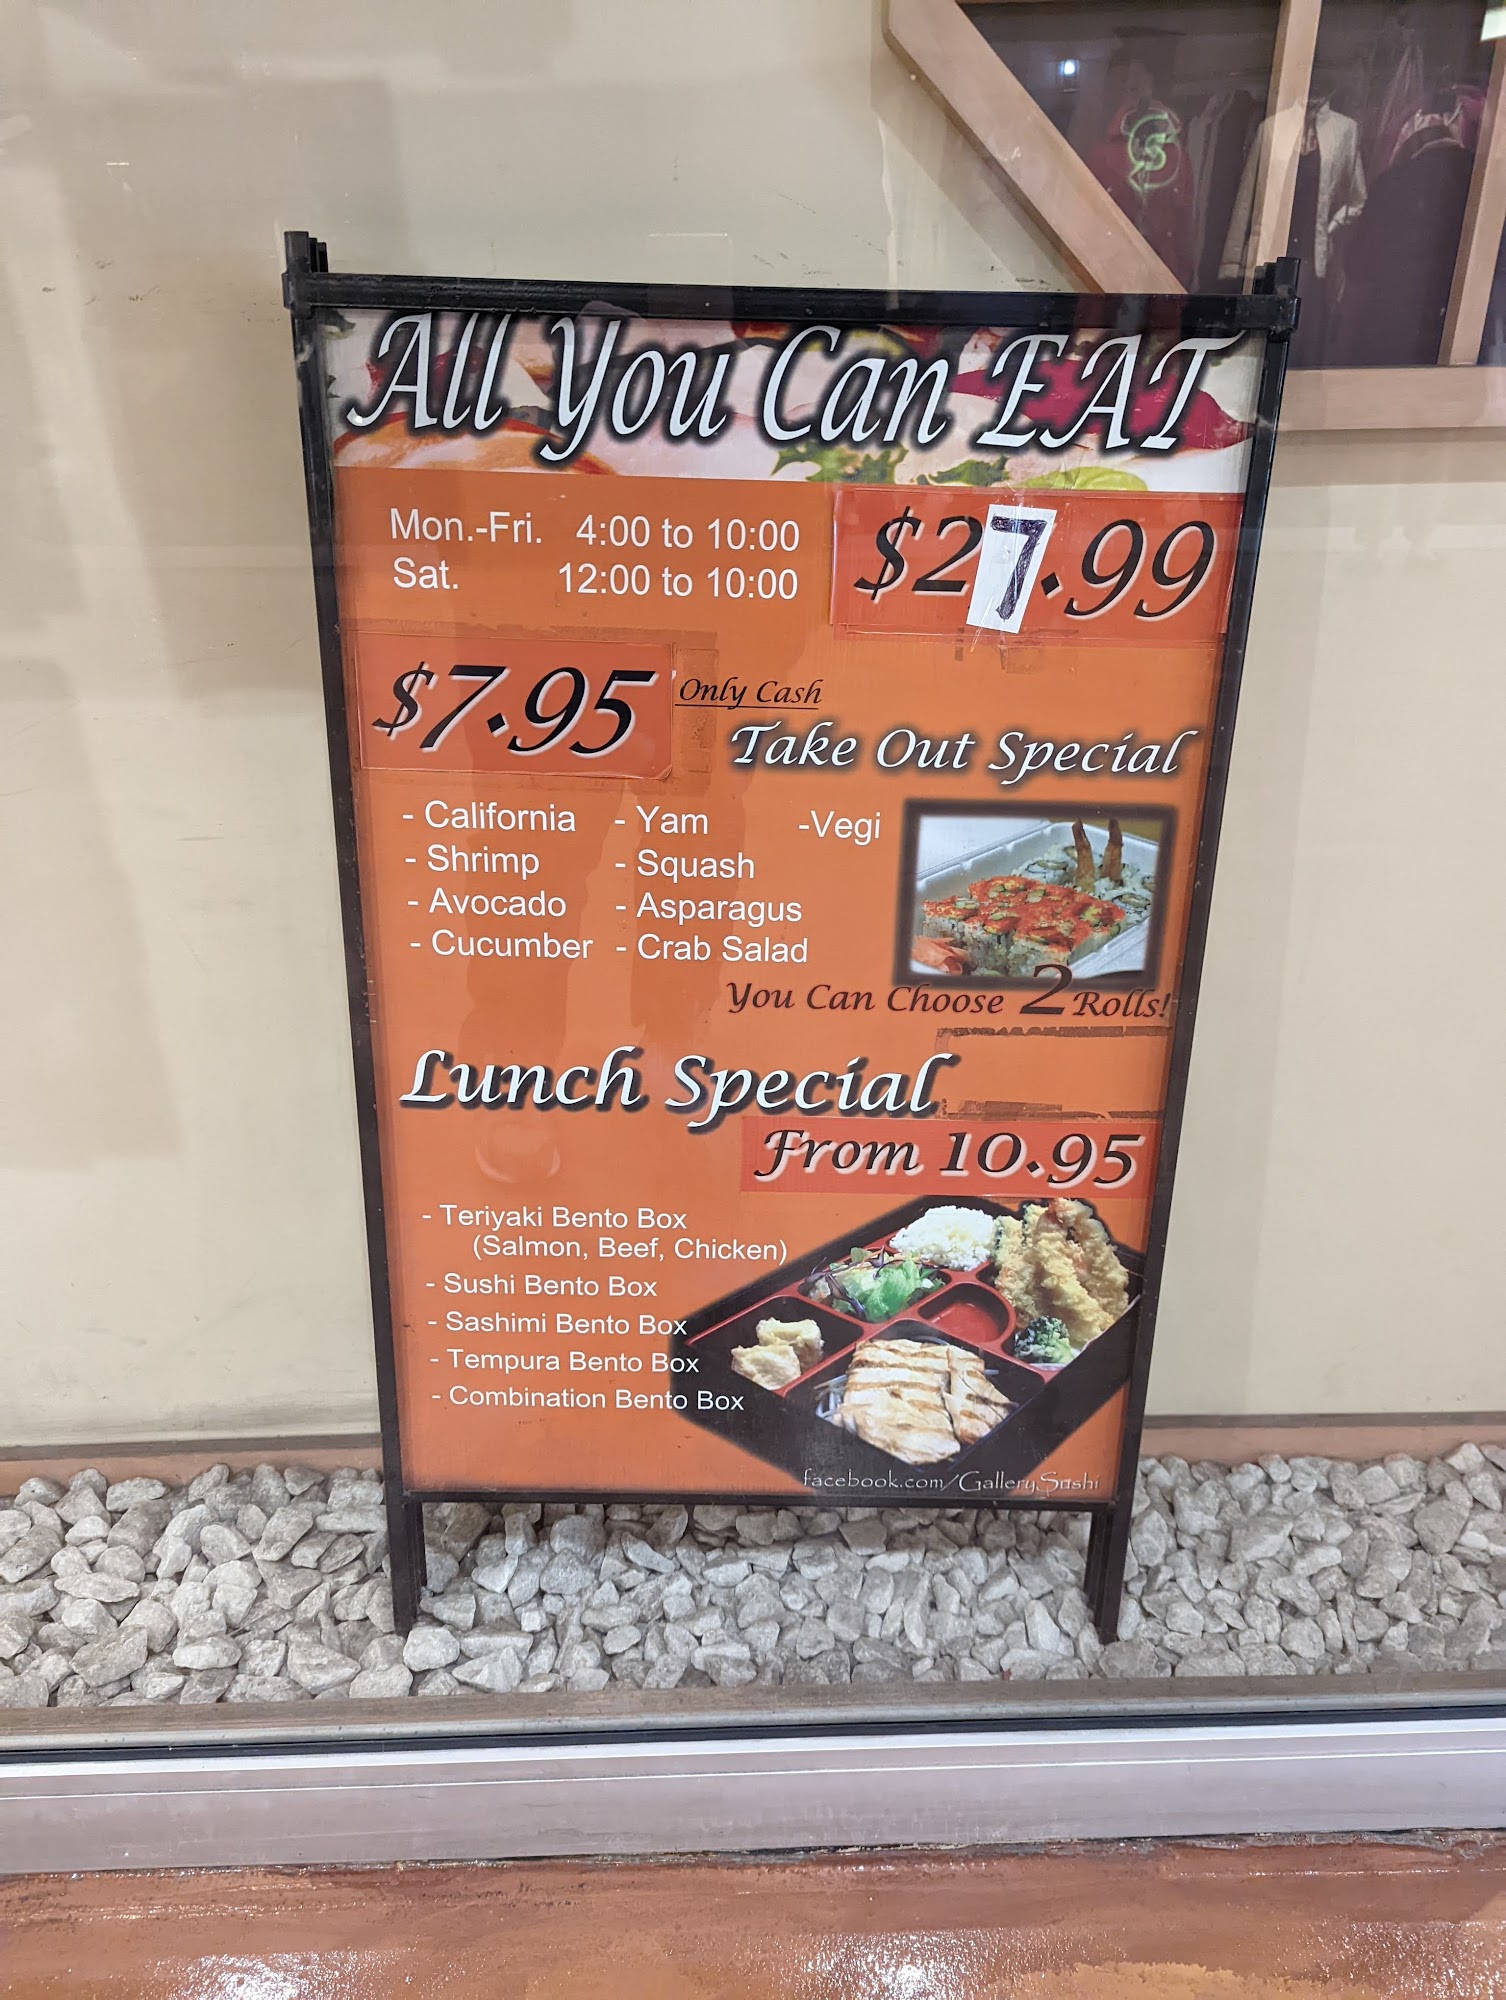 All You Can EAT
Mon.-Fri. 4:00 to 10:00
Sat. 12:00 to 10:00
$27.99
$7.95 Only Cash
Take Out Special
- California - Yam -Vegi
- Shrimp - Squash
- Avocado - Asparagus
- Cucumber - Crab Salad
You Can Choose 2 Rolls!
Lunch Special
From 10.95
- Teriyaki Bento Box
(Salmon, Beef, Chicken)
- Sushi Bento Box
- Sashimi Bento Box
- Tempura Bento Box
- Combination Bento Box
facebook.com/GallerySushi